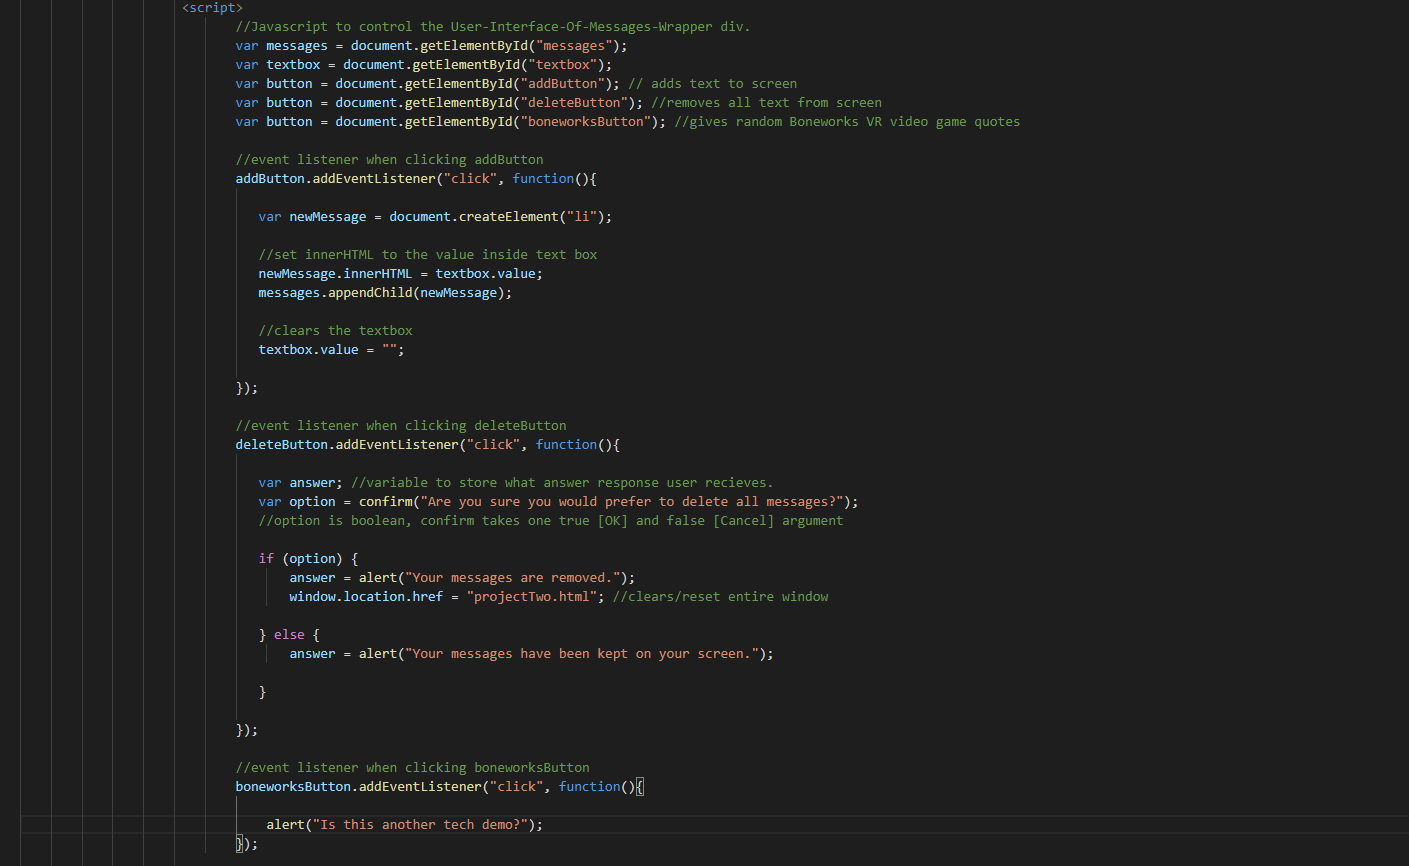 <script>
//Javascript to control the User-Interface-Of-Messages-Wrapper div.
var messages = document.getElementById("messages");
var textbox = document.getElementById("textbox");
var button = document.getElementById("addButton"); // adds text to screen
var button = document.getElementById("deleteButton"); //removes all text from screen
var button = document.getElementById("boneworksButton"); //gives random Boneworks VR video game quotes
//event listener when clicking addButton
addButton.addEventListener("click", function(){
var newMessage = document.createElement("li");
//set innerHTML to the value inside text box
newMessage.innerHTML = textbox.value;
messages.appendChild(newMessage);
//clears the textbox
textbox.value = "";
});
//event listener when clicking deleteButton
deleteButton.addEventListener("click", function(){
var answer; //variable to store what answer response user recieves.
var option = confirm("Are you sure you would prefer to delete all messages?");
//option is boolean, confirm takes one true [OK] and false [Cancel] argument
if (option) {
answer = alert("Your messages are removed.");
window.location.href = "projectTwo.html"; //clears/reset entire window
} else {
answer = alert("Your messages have been kept on your screen.");
}
});
//event listener when clicking boneworksButton
boneworksButton.addEventListener("click", function(){
alert("Is this another tech demo?");
});